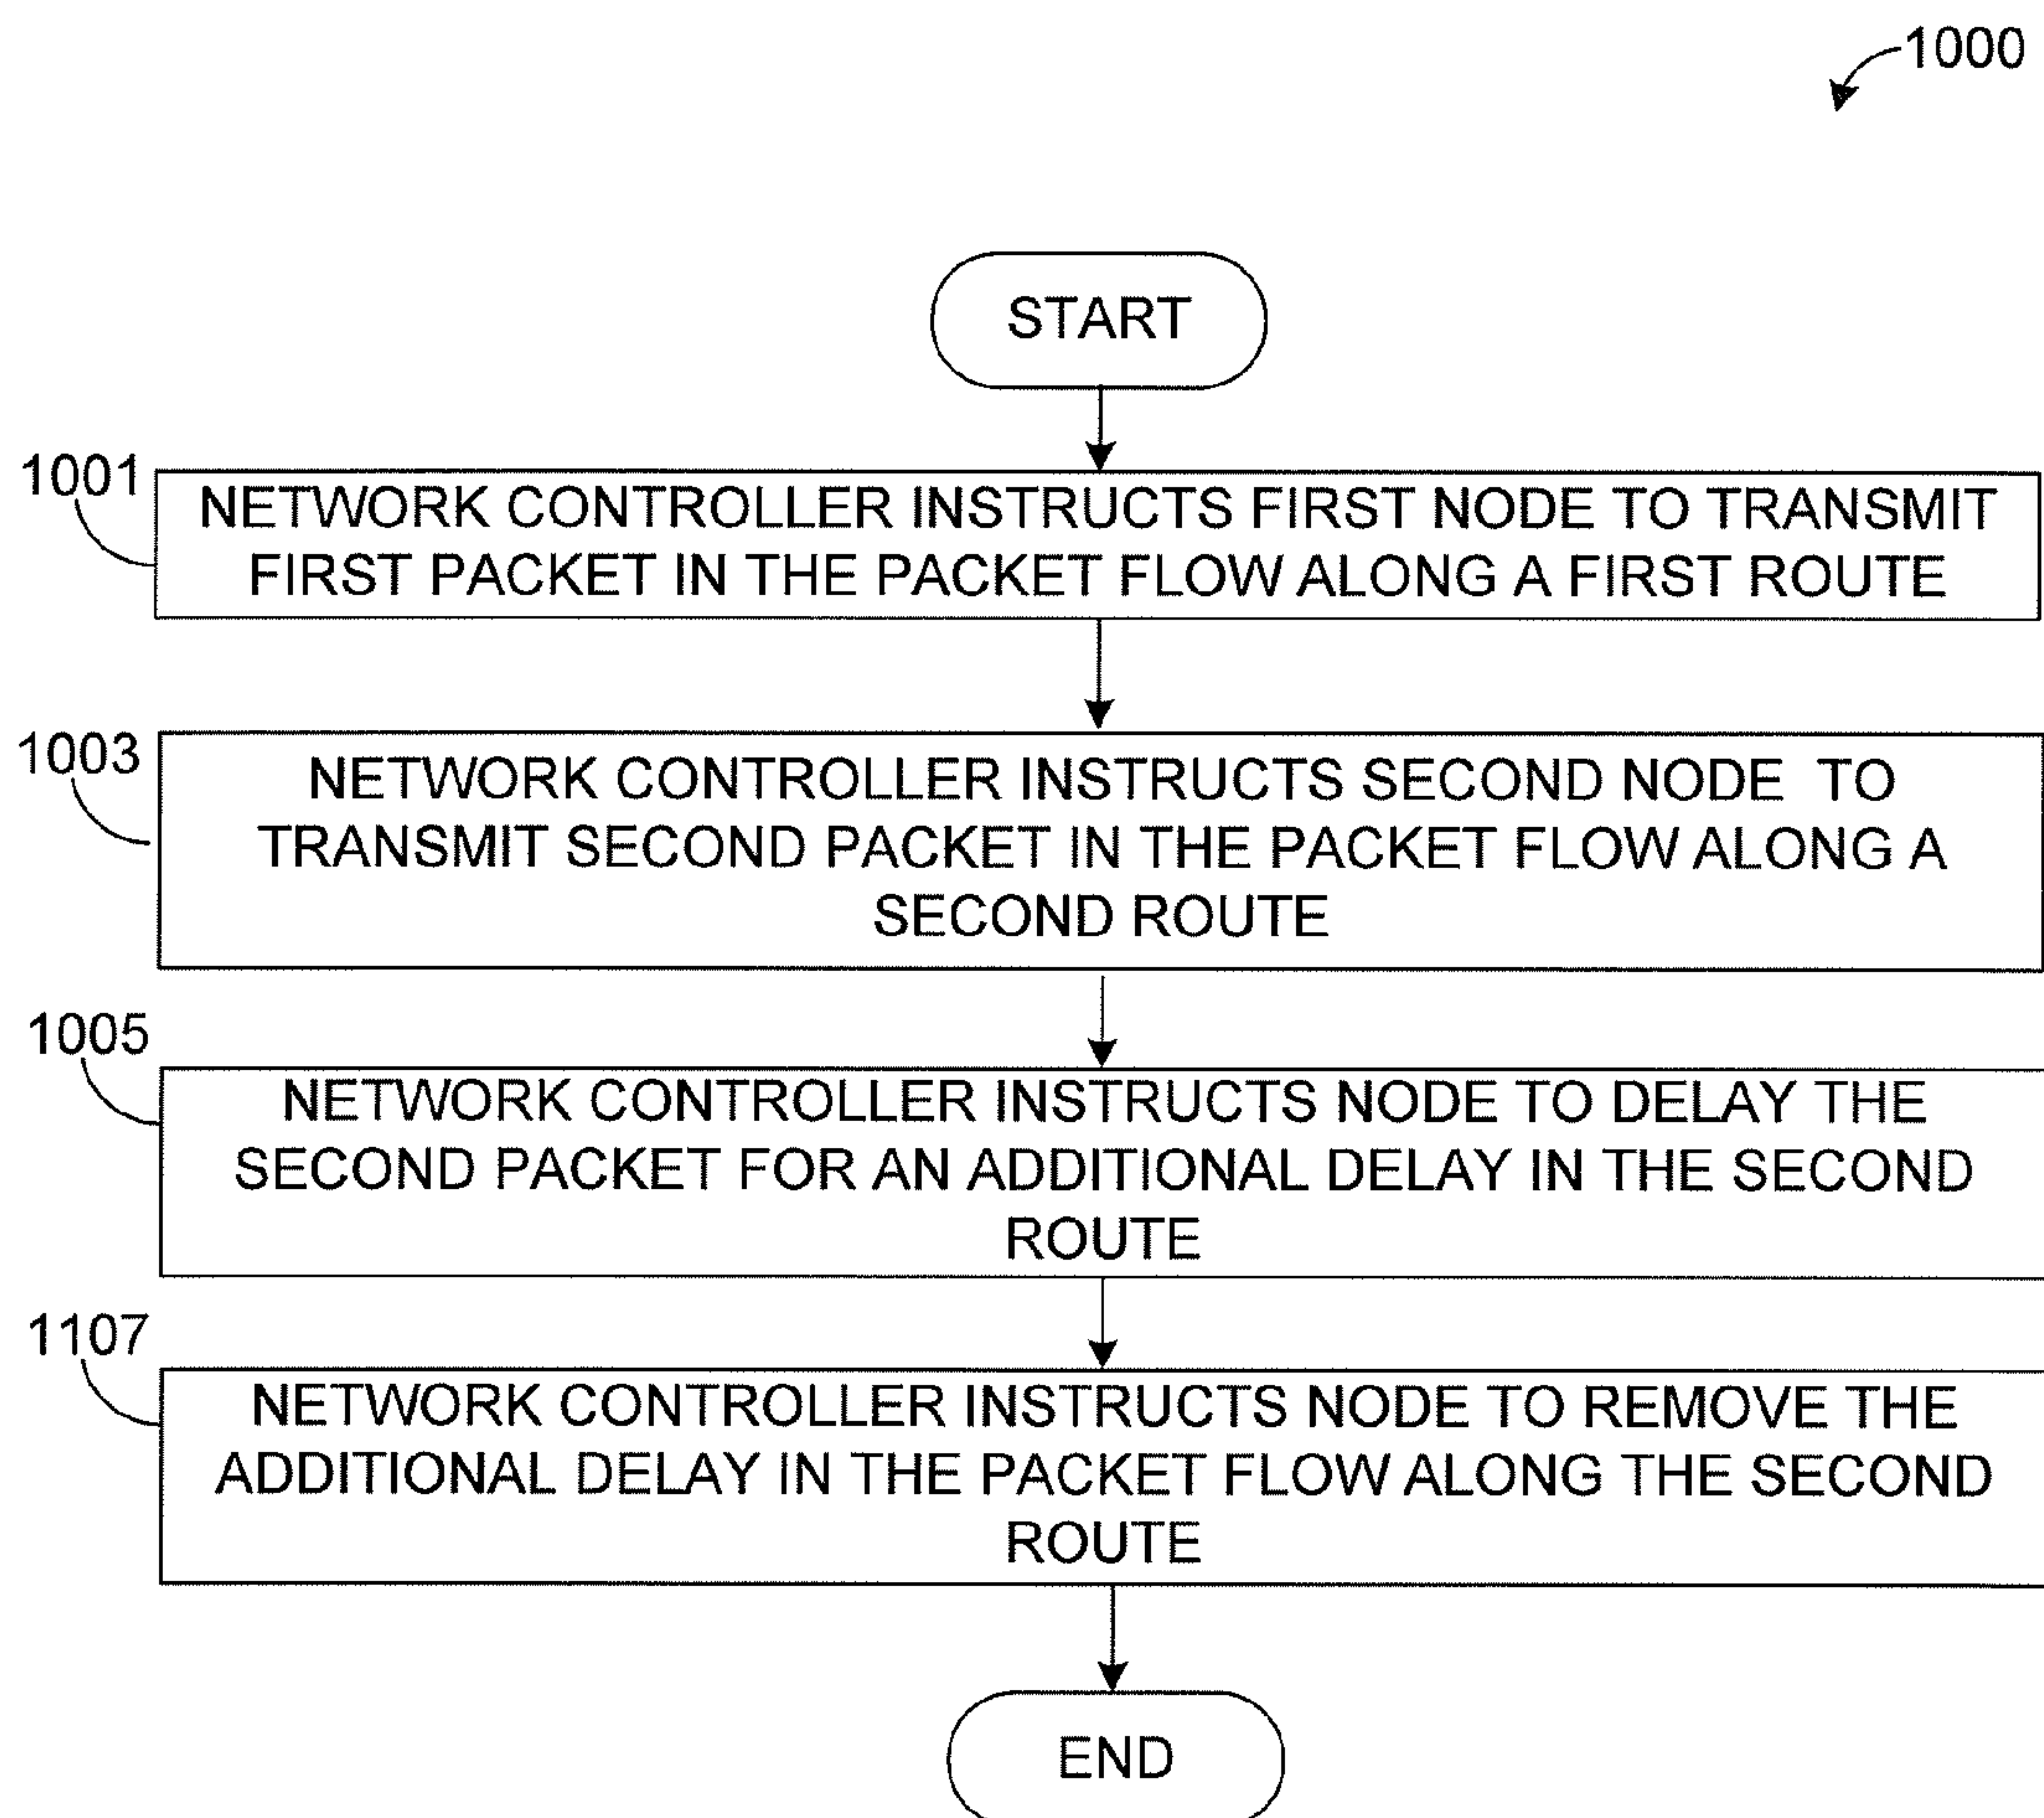 1000
START
1001
NETWORK CONTROLLER INSTRUCTS FIRST NODE TO TRANSMIT
FIRST PACKET IN THE PACKET FLOW ALONG A FIRST ROUTE
1003
NETWORK CONTROLLER INSTRUCTS SECOND NODE TO
TRANSMIT SECOND PACKET IN THE PACKET FLOW ALONG A
SECOND ROUTE
1005
NETWORK CONTROLLER INSTRUCTS NODE TO DELAY THE
SECOND PACKET FOR AN ADDITIONAL DELAY IN THE SECOND
ROUTE
1107
NETWORK CONTROLLER INSTRUCTS NODE TO REMOVE THE
ADDITIONAL DELAY IN THE PACKET FLOW ALONG THE SECOND
ROUTE
END